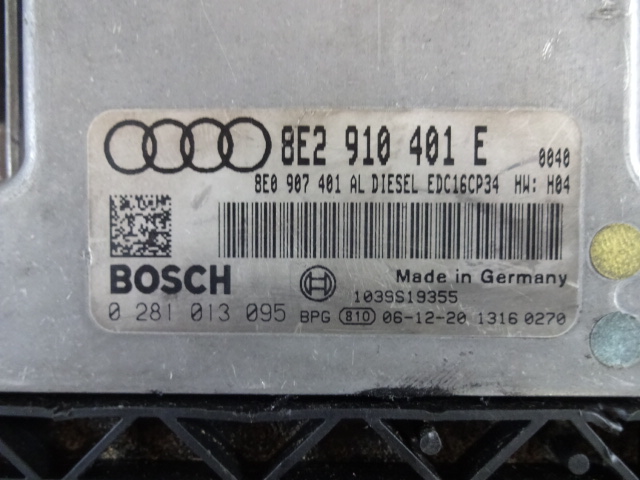 8E2 910 401 E 0040
8E0 907 401 AL DIESEL EDC16CP34 HW: H04
BOSCH Made in Germany
1039S19355
0 281 013 095 BPG 810 06-12-20 1316 0270